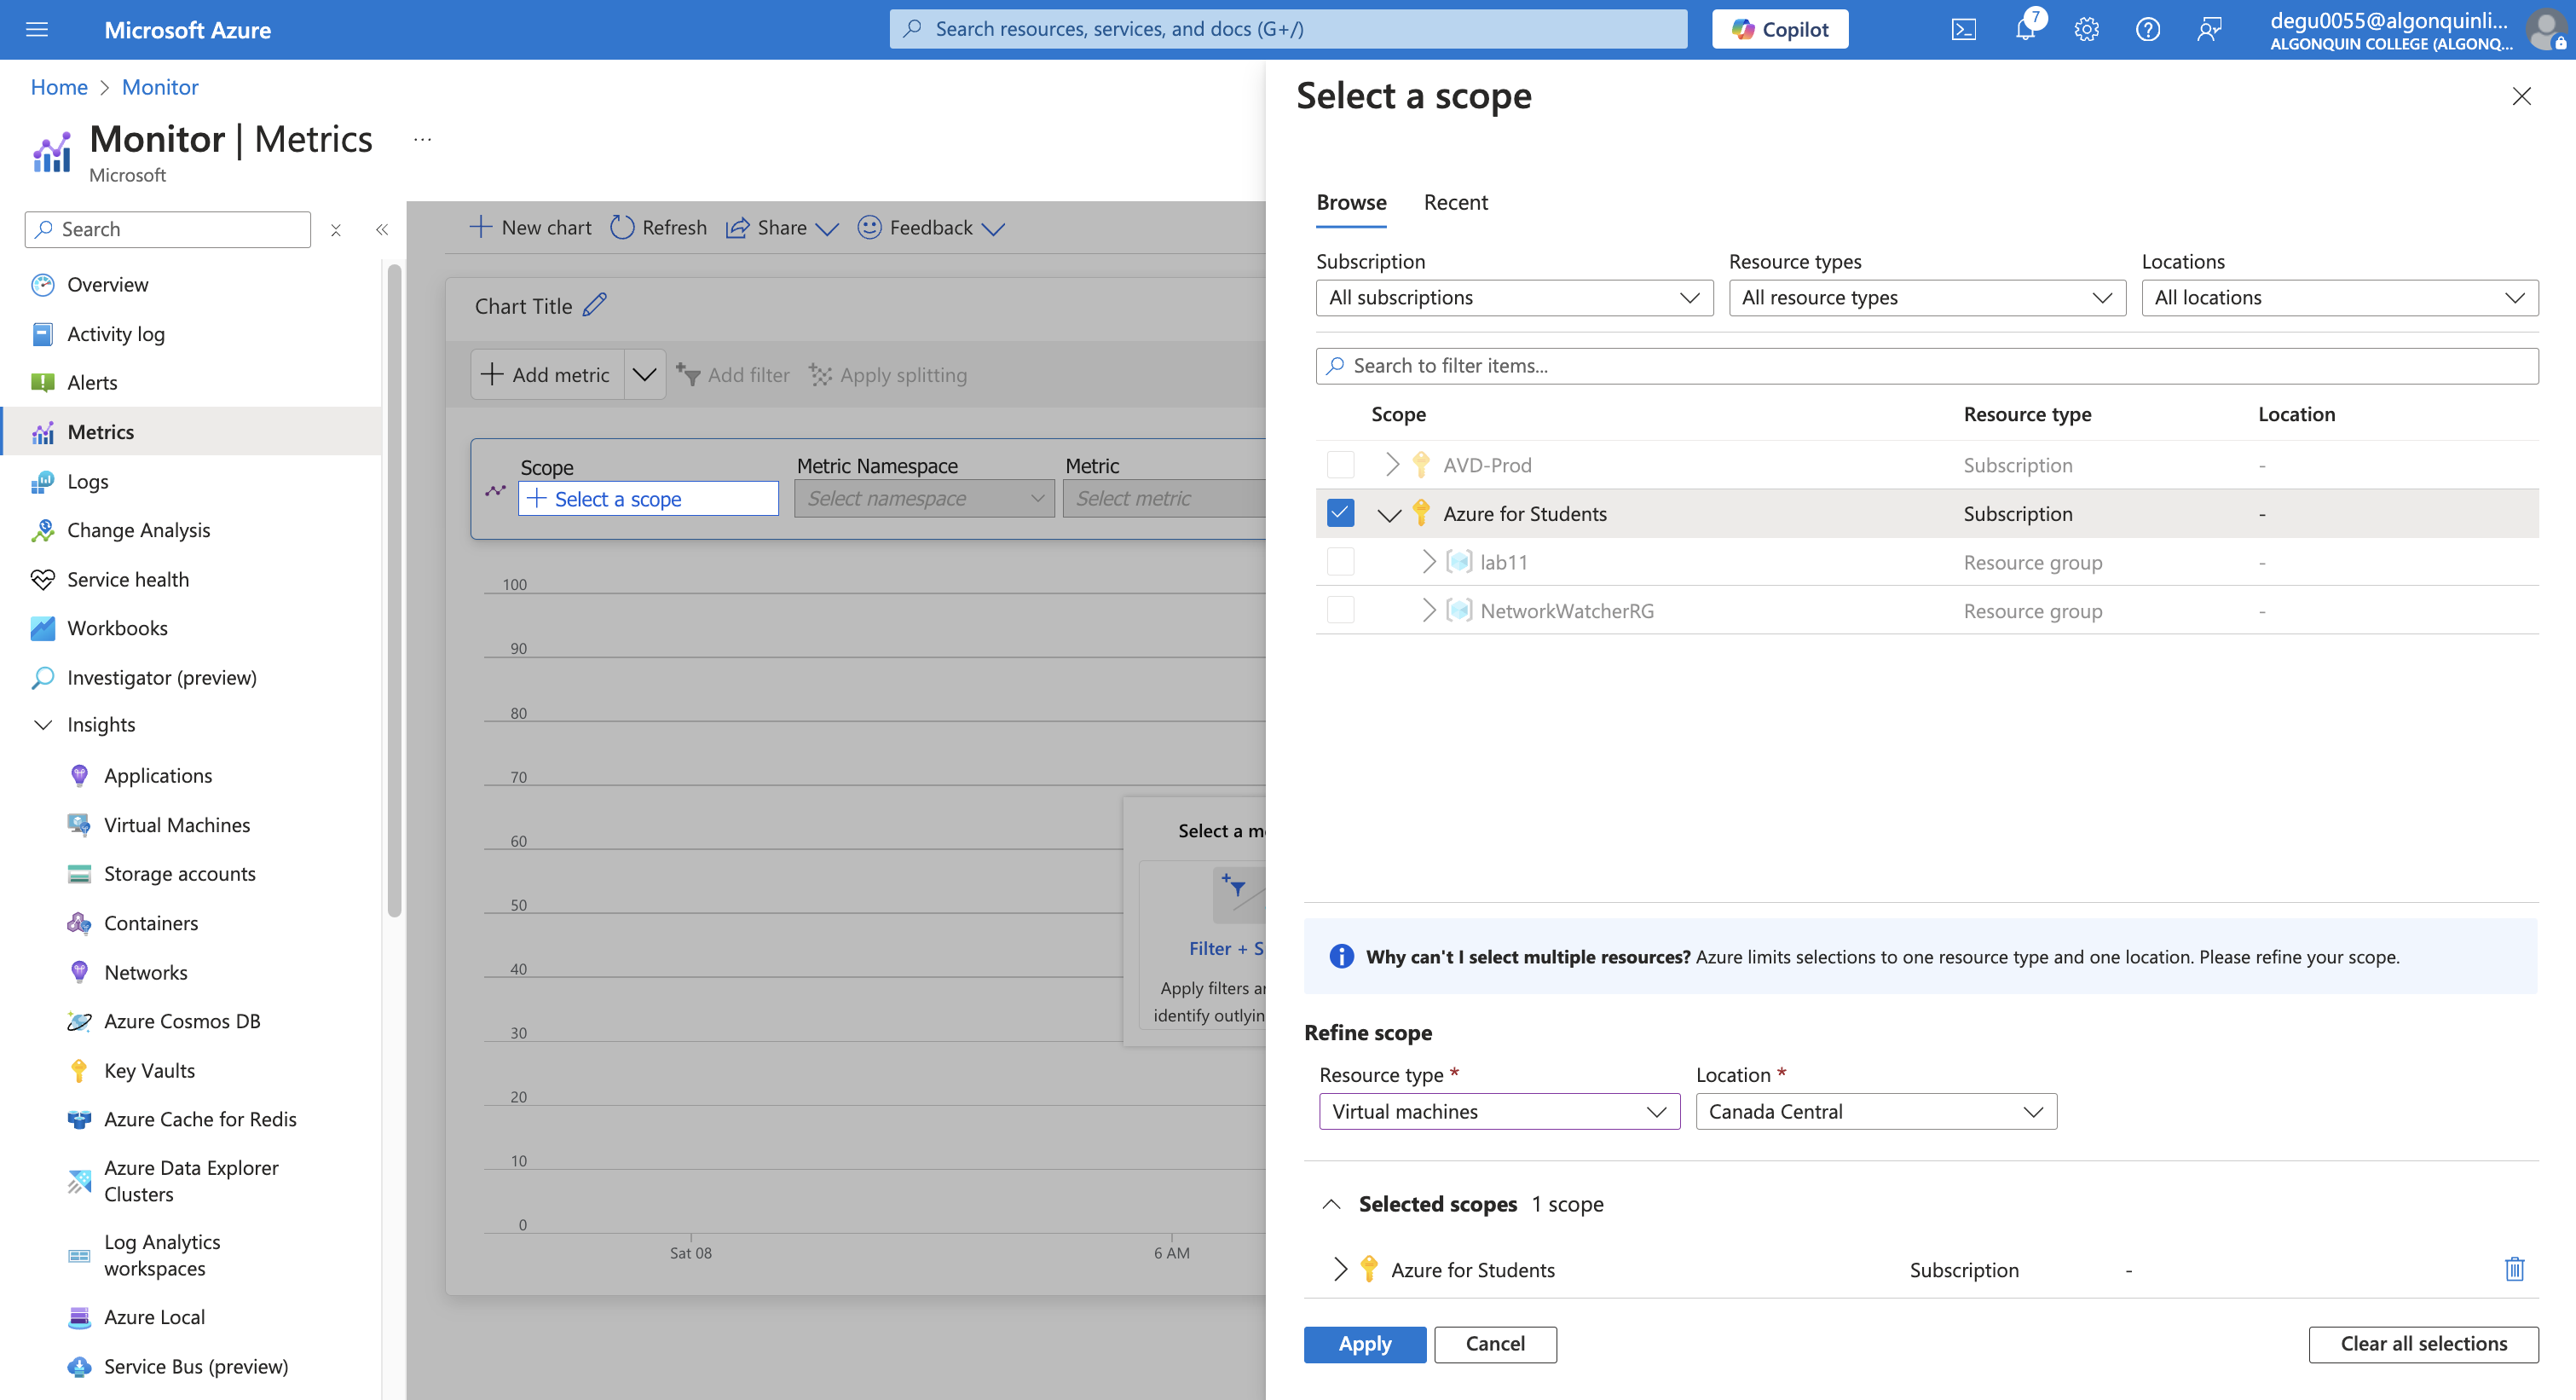 Microsoft Azure
Search resources, services, and docs (G+/)
Copilot
7
degu0055@algonquinli...
ALGONQUIN COLLEGE (ALGONQ...
Home > Monitor
Monitor | Metrics
...
Microsoft
Search
Overview
Activity log
Alerts
Metrics
Logs
Change Analysis
Service health
Workbooks
Investigator (preview)
Insights
Applications
Virtual Machines
Storage accounts
Containers
Networks
Azure Cosmos DB
Key Vaults
Azure Cache for Redis
Azure Data Explorer
Clusters
Log Analytics
workspaces
Azure Local
Service Bus (preview)
New chart
Refresh
Share
Feedback
Chart Title
Add metric
Add filter
Apply splitting
Scope
Metric Namespace
Metric
Select a scope
Select namespace
Select metric
100
90
80
70
60
50
40
30
20
10
0
Sat 08
6 AM
Select a m
Filter + S
Apply filters a
identify outlyin
Select a scope
Browse
Recent
Subscription
Resource types
Locations
All subscriptions
All resource types
All locations
Search to filter items...
Scope
Resource type
Location
AVD-Prod
Subscription
-
Azure for Students
Subscription
-
lab11
Resource group
-
NetworkWatcherRG
Resource group
-
Why can't I select multiple resources? Azure limits selections to one resource type and one location. Please refine your scope.
Refine scope
Resource type *
Location *
Virtual machines
Canada Central
Selected scopes 1 scope
Azure for Students
Subscription
-
Apply
Cancel
Clear all selections